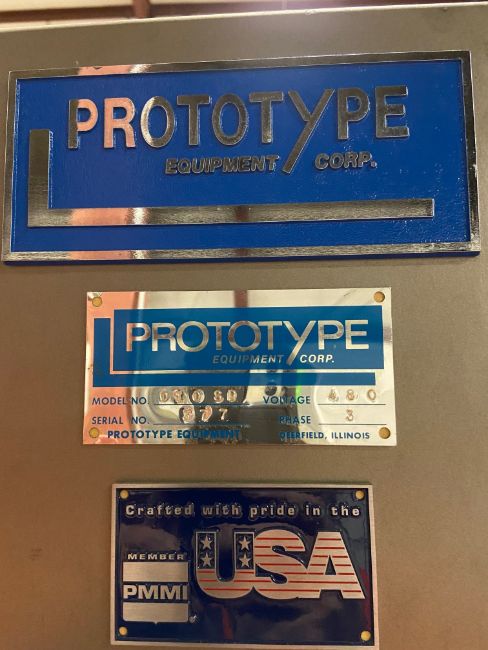 PROTOTYPE
EQUIPMENT CORP.
PROTOTYPE
EQUIPMENT CORP.
MODEL NO. VOLTAGE 480
SERIAL NO. 977 PHASE 3
PROTOTYPE EQUIPMENT DEERFIELD, ILLINOIS
Crafted with pride in the
USA
MEMBER
PMMI